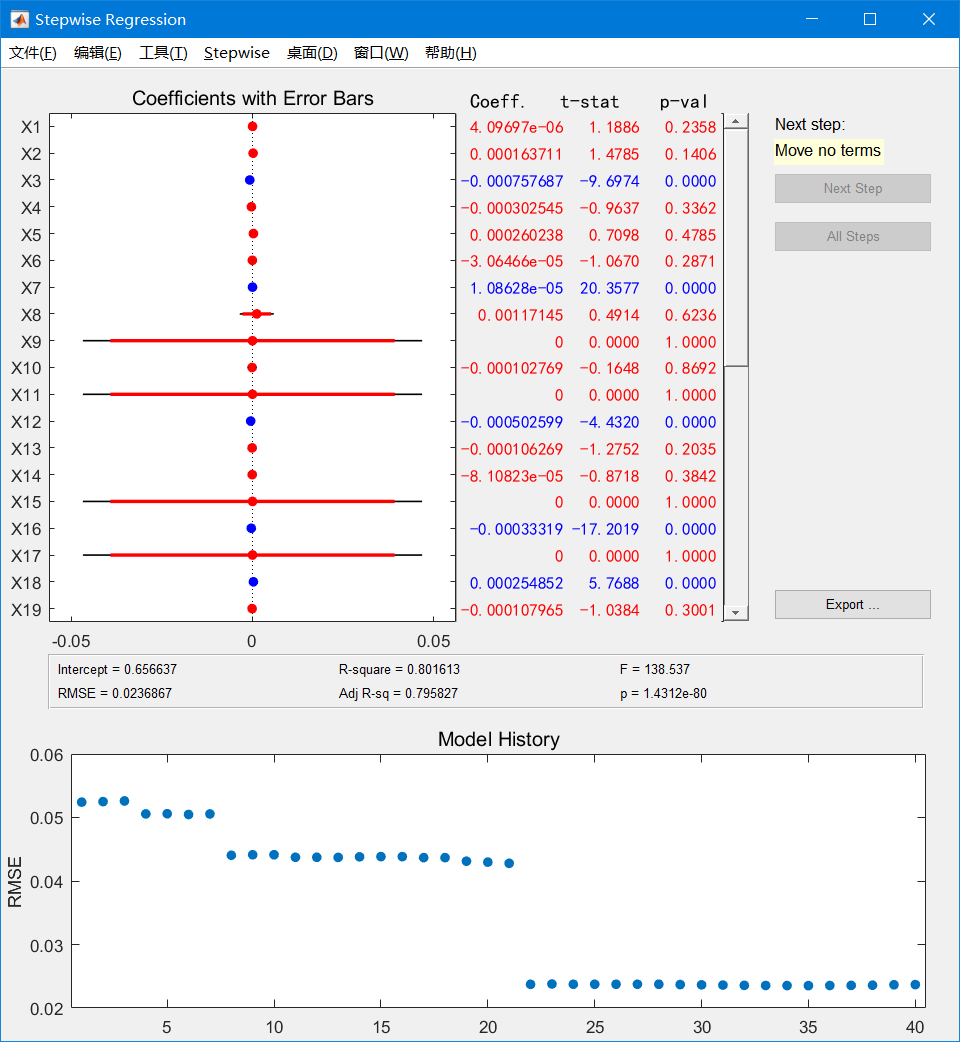 Stepwise Regression
文件(F) 编辑(E) 工具(T) Stepwise 桌面(D) 窗口(W) 帮助(H)
Coefficients with Error Bars Coeff. t-stat p-val
X1 4.09697e-06 1.1886 0.2358
X2 0.000163711 1.4785 0.1406
X3 -0.000757687 -9.6974 0.0000
X4 -0.000302545 -0.9637 0.3362
X5 0.000260238 0.7098 0.4785
X6 -3.06466e-05 -1.0670 0.2871
X7 1.08628e-05 20.3577 0.0000
X8 0.00117145 0.4914 0.6236
X9 0 0.0000 1.0000
X10 -0.000102769 -0.1648 0.8692
X11 0 0.0000 1.0000
X12 -0.000502599 -4.4320 0.0000
X13 -0.000106269 -1.2752 0.2035
X14 -8.10823e-05 -0.8718 0.3842
X15 0 0.0000 1.0000
X16 -0.00033319 -17.2019 0.0000
X17 0 0.0000 1.0000
X18 0.000254852 5.7688 0.0000
X19 -0.000107965 -1.0384 0.3001
-0.05 0 0.05
Next step:
Move no terms
Next Step
All Steps
Export ...
Intercept = 0.656637 R-square = 0.801613 F = 138.537
RMSE = 0.0236867 Adj R-sq = 0.795827 p = 1.4312e-80
Model History
RMSE
0.06
0.05
0.04
0.03
0.02
5 10 15 20 25 30 35 40